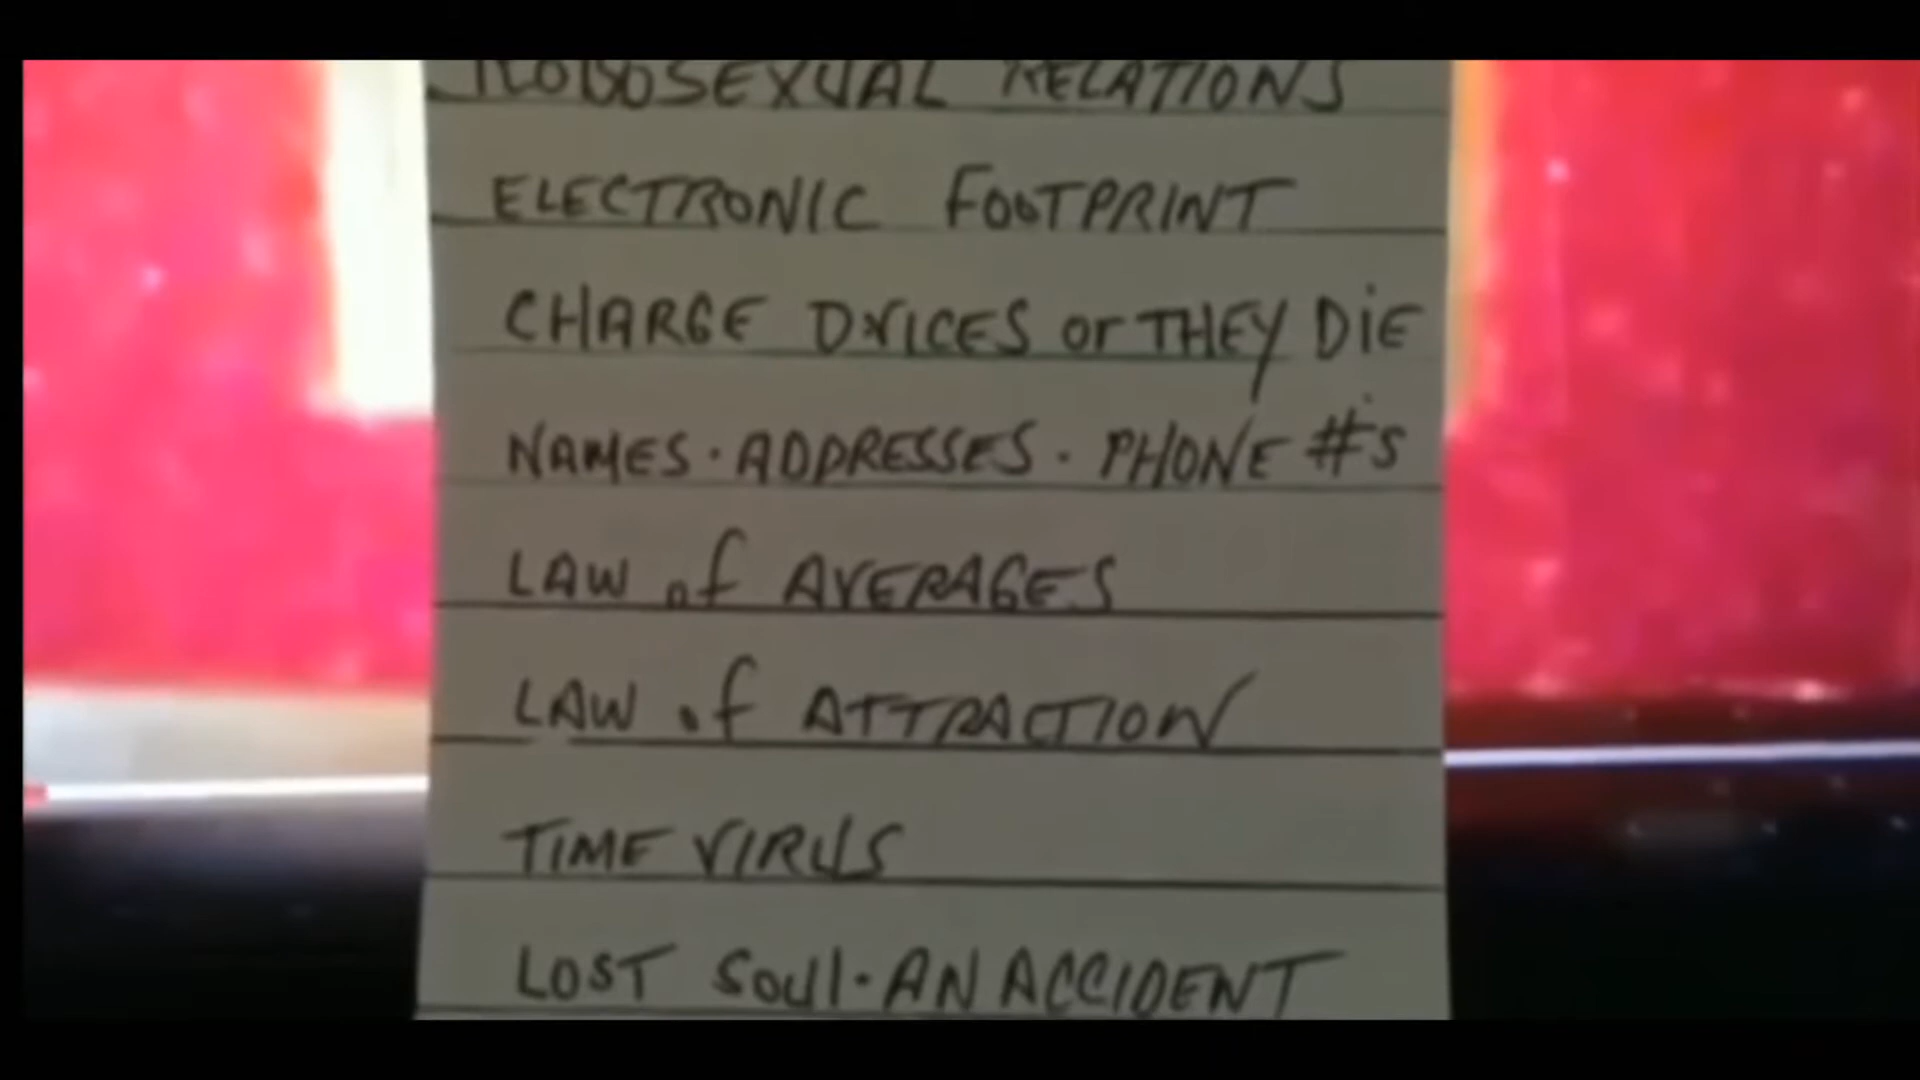 RELATIONS
ELECTRONIC FOOTPRINT
CHARGE DVICES or THEY DiE
NAMES · ADDRESSES · PHONE #'s
LAW of AVERAGES
LAW of ATTRACTION
TIME VIRUS
LOST SOUL · AN ACCIDENT